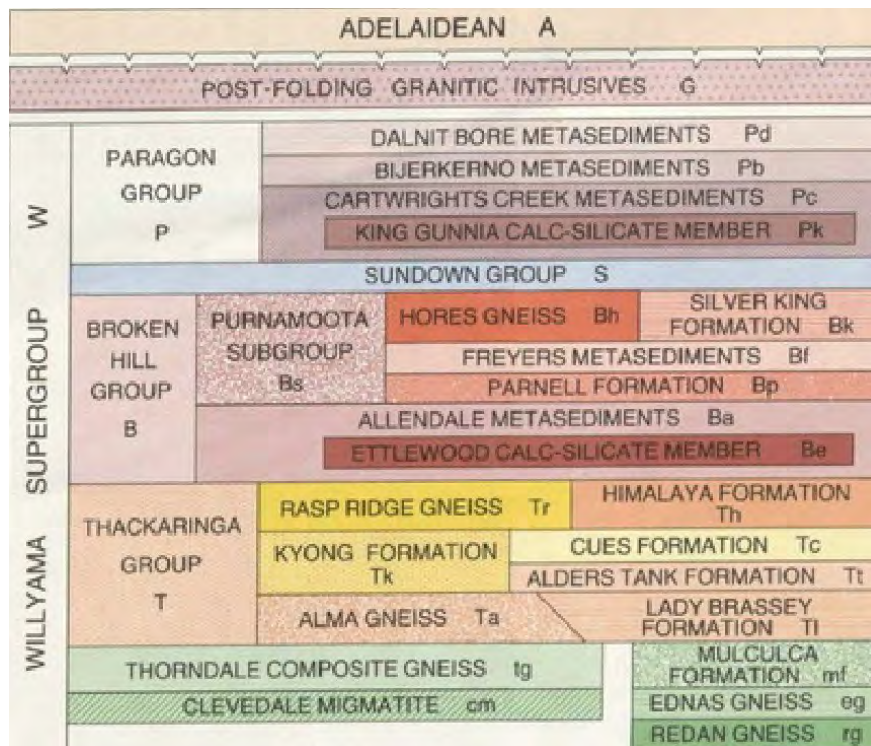 ADELAIDEAN A
POST-FOLDING GRANITIC INTRUSIVES G
WILLYAMA SUPERGROUP W
PARAGON
GROUP
P
DALNIT BORE METASEDIMENTS Pd
BIJERKERNO METASEDIMENTS Pb
CARTWRIGHTS CREEK METASEDIMENTS Pc
KING GUNNIA CALC-SILICATE MEMBER Pk
SUNDOWN GROUP S
BROKEN
HILL
GROUP
B
PURNAMOOTA
SUBGROUP
Bs
HORES GNEISS Bh
SILVER KING
FORMATION Bk
FREYERS METASEDIMENTS Bf
PARNELL FORMATION Bp
ALLENDALE METASEDIMENTS Ba
ETTLEWOOD CALC-SILICATE MEMBER Be
THACKARINGA
GROUP
T
RASP RIDGE GNEISS Tr
HIMALAYA FORMATION
Th
KYONG FORMATION
Tk
CUES FORMATION Tc
ALDERS TANK FORMATION Tt
ALMA GNEISS Ta
LADY BRASSEY
FORMATION Tl
THORNDALE COMPOSITE GNEISS tg
CLEVEDALE MIGMATITE cm
MULCULCA
FORMATION mf
EDNAS GNEISS eg
REDAN GNEISS rg